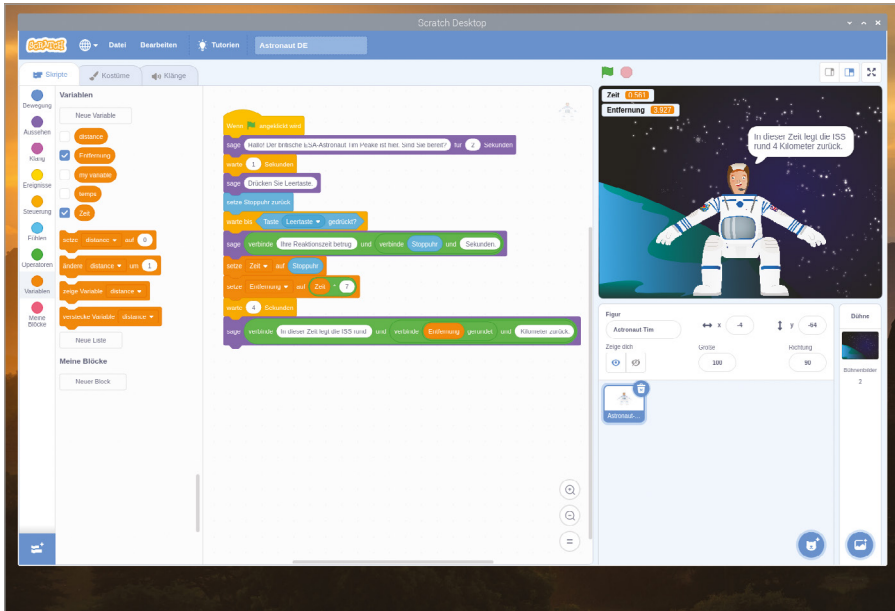 Scratch Desktop
SCRATCH
Datei Bearbeiten Tutorien Astronaut DE
Skripte Kostüme Klänge
Bewegung
Aussehen
Klang
Ereignisse
Steuerung
Fühlen
Operatoren
Variablen
Meine
Blöcke
Variablen
Neue Variable
distance
Entfernung
my variable
temps
Zeit
setze distance auf 0
ändere distance um 1
zeige Variable distance
verstecke Variable distance
Neue Liste
Meine Blöcke
Neuer Block
Wenn angeklickt wird
sage Hallo! Der britische ESA-Astronaut Tim Peake ist hier. Sind Sie bereit? für 2 Sekunden
warte 1 Sekunden
sage Drücken Sie Leertaste.
setze Stoppuhr zurück
warte bis Taste Leertaste gedrückt?
sage verbinde Ihre Reaktionszeit betrug und verbinde Stoppuhr und Sekunden.
setze Zeit auf Stoppuhr
setze Entfernung auf Zeit * 7
warte 4 Sekunden
sage verbinde In dieser Zeit legt die ISS rund und verbinde Entfernung gerundet und Kilometer zurück.
Zeit 0.561
Entfernung 3.927
In dieser Zeit legt die ISS
rund 4 Kilometer zurück.
Figur
Astronaut Tim x -4 y -64
Zeige dich Größe Richtung
100 90
Astronaut-...
Bühne
Bühnenbilder
2